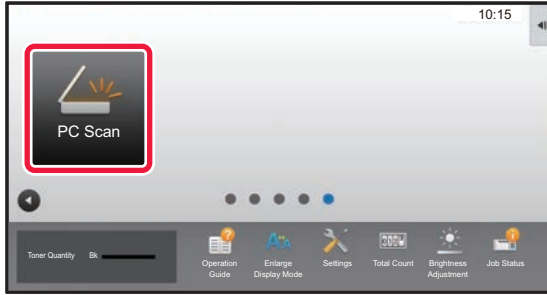 10:15
PC Scan
Toner Quantity Bk
Operation
Guide
Enlarge
Display Mode
Settings
Total Count
Brightness
Adjustment
Job Status